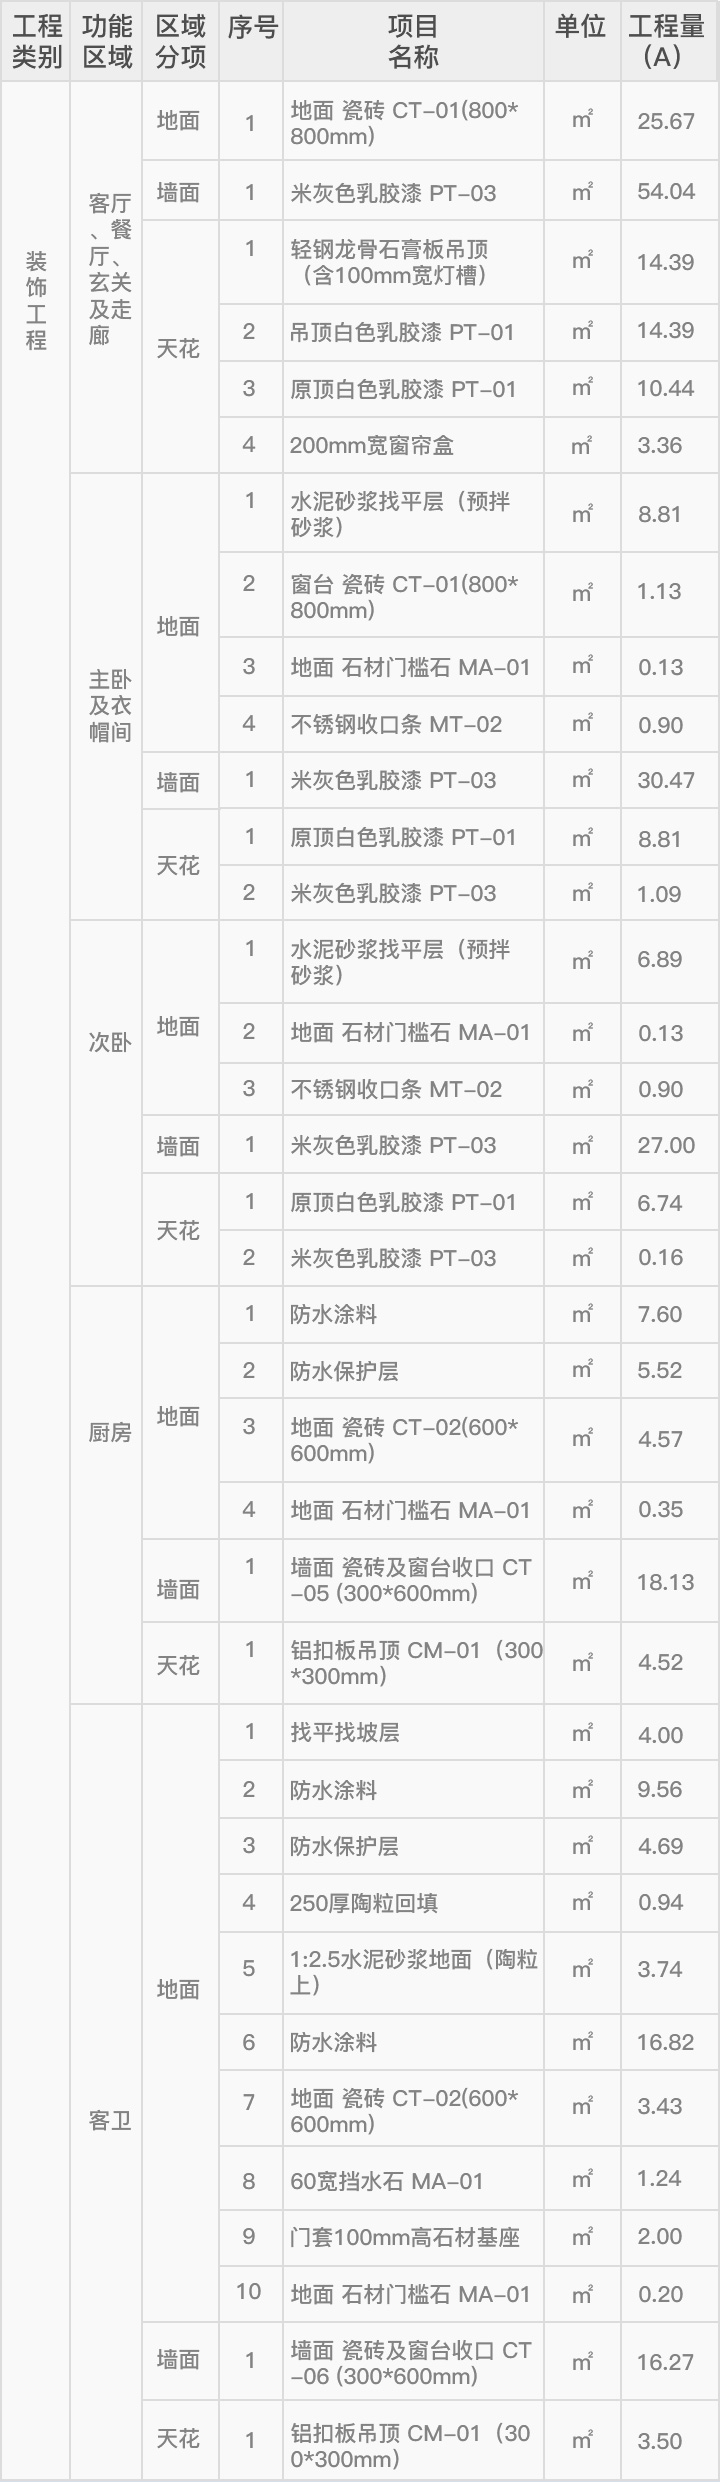 工程 功能 区域 序号 项目 单位 工程量
类别 区域 分项 名称 （A）
装
饰
工
程
客厅
、餐
厅、
玄关
及走
廊
地面 1 地面 瓷砖 CT-01(800*
800mm) ㎡ 25.67
墙面 1 米灰色乳胶漆 PT-03 ㎡ 54.04
天花
1 轻钢龙骨石膏板吊顶
（含100mm宽灯槽） ㎡ 14.39
2 吊顶白色乳胶漆 PT-01 ㎡ 14.39
3 原顶白色乳胶漆 PT-01 ㎡ 10.44
4 200mm宽窗帘盒 ㎡ 3.36
主卧
及衣
帽间
地面
1 水泥砂浆找平层（预拌
砂浆） ㎡ 8.81
2 窗台 瓷砖 CT-01(800*
800mm) ㎡ 1.13
3 地面 石材门槛石 MA-01 ㎡ 0.13
4 不锈钢收口条 MT-02 ㎡ 0.90
墙面 1 米灰色乳胶漆 PT-03 ㎡ 30.47
天花
1 原顶白色乳胶漆 PT-01 ㎡ 8.81
2 米灰色乳胶漆 PT-03 ㎡ 1.09
次卧
地面
1 水泥砂浆找平层（预拌
砂浆） ㎡ 6.89
2 地面 石材门槛石 MA-01 ㎡ 0.13
3 不锈钢收口条 MT-02 ㎡ 0.90
墙面 1 米灰色乳胶漆 PT-03 ㎡ 27.00
天花
1 原顶白色乳胶漆 PT-01 ㎡ 6.74
2 米灰色乳胶漆 PT-03 ㎡ 0.16
厨房
地面
1 防水涂料 ㎡ 7.60
2 防水保护层 ㎡ 5.52
3 地面 瓷砖 CT-02(600*
600mm) ㎡ 4.57
4 地面 石材门槛石 MA-01 ㎡ 0.35
墙面 1 墙面 瓷砖及窗台收口 CT
-05 (300*600mm) ㎡ 18.13
天花 1 铝扣板吊顶 CM-01（300
*300mm） ㎡ 4.52
客卫
地面
1 找平找坡层 ㎡ 4.00
2 防水涂料 ㎡ 9.56
3 防水保护层 ㎡ 4.69
4 250厚陶粒回填 ㎡ 0.94
5 1:2.5水泥砂浆地面（陶粒
上） ㎡ 3.74
6 防水涂料 ㎡ 16.82
7 地面 瓷砖 CT-02(600*
600mm) ㎡ 3.43
8 60宽挡水石 MA-01 ㎡ 1.24
9 门套100mm高石材基座 ㎡ 2.00
10 地面 石材门槛石 MA-01 ㎡ 0.20
墙面 1 墙面 瓷砖及窗台收口 CT
-06 (300*600mm) ㎡ 16.27
天花 1 铝扣板吊顶 CM-01（30
0*300mm） ㎡ 3.50